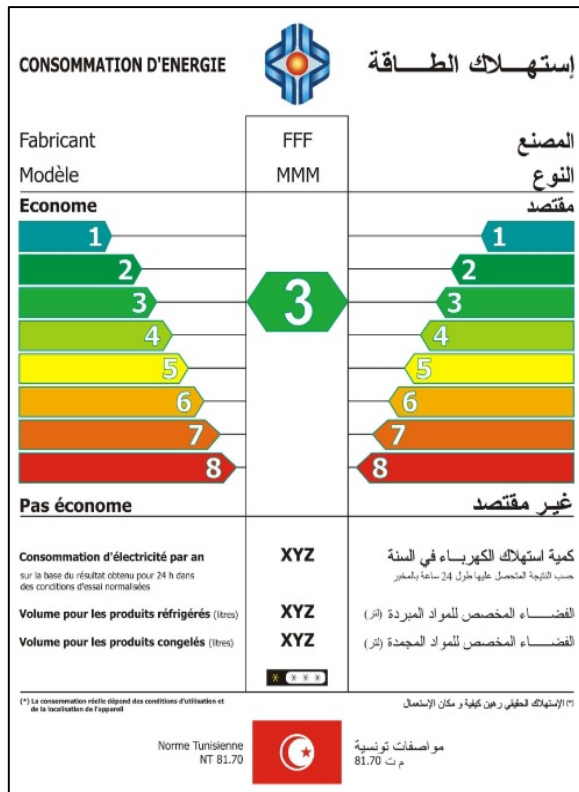 CONSOMMATION D'ENERGIE إستهلاك الطاقة
Fabricant FFF المصنع
Modèle MMM النوع
Econome مقتصد
1 1
2 2
3 3 3
4 4
5 5
6 6
7 7
8 8
Pas économe غير مقتصد
Consommation d'électricité par an XYZ كمية استهلاك الكهرباء في السنة
sur la base du résultat obtenu pour 24 h dans حسب النتيجة المتحصل عليها طول 24 ساعة بالمخبر
des conditions d'essai normalisées
Volume pour les produits réfrigérés (litres) XYZ الفضاء المخصص للمواد المبردة (لتر)
Volume pour les produits congelés (litres) XYZ الفضاء المخصص للمواد المجمدة (لتر)
(*) La consommation réelle dépend des conditions d'utilisation et (*) الإستهلاك الحقيقي رهين كيفية و مكان الإستعمال
de la localisation de l'appareil
Norme Tunisienne مواصفات تونسية
NT 81.70 م ت 81.70